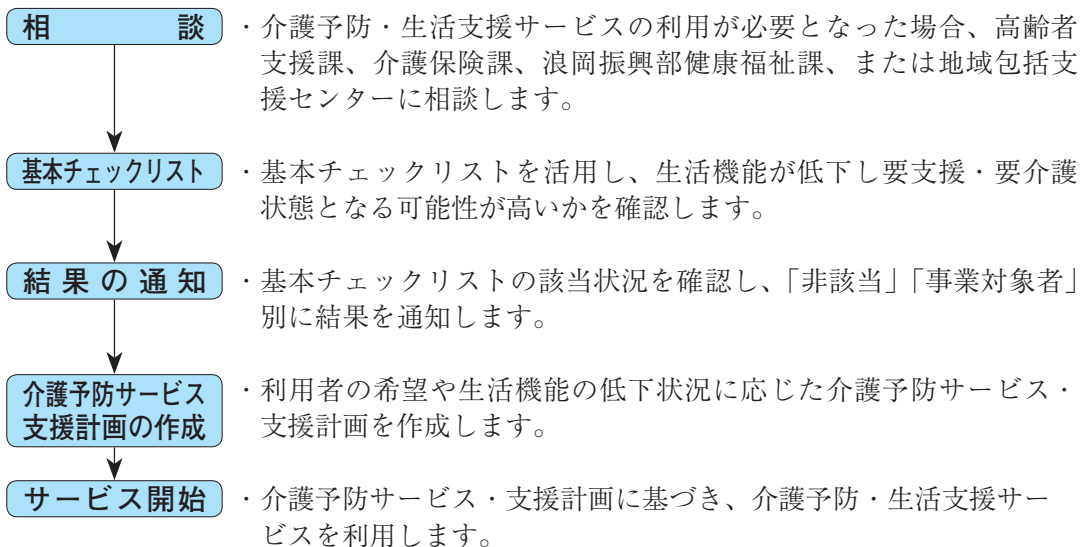 相談
・介護予防・生活支援サービスの利用が必要となった場合、高齢者
支援課、介護保険課、浪岡振興部健康福祉課、または地域包括支
援センターに相談します。
基本チェックリスト
・基本チェックリストを活用し、生活機能が低下し要支援・要介護
状態となる可能性が高いかを確認します。
結果の通知
・基本チェックリストの該当状況を確認し、「非該当」「事業対象者」
別に結果を通知します。
介護予防サービス
支援計画の作成
・利用者の希望や生活機能の低下状況に応じた介護予防サービス・
支援計画を作成します。
サービス開始
・介護予防サービス・支援計画に基づき、介護予防・生活支援サー
ビスを利用します。